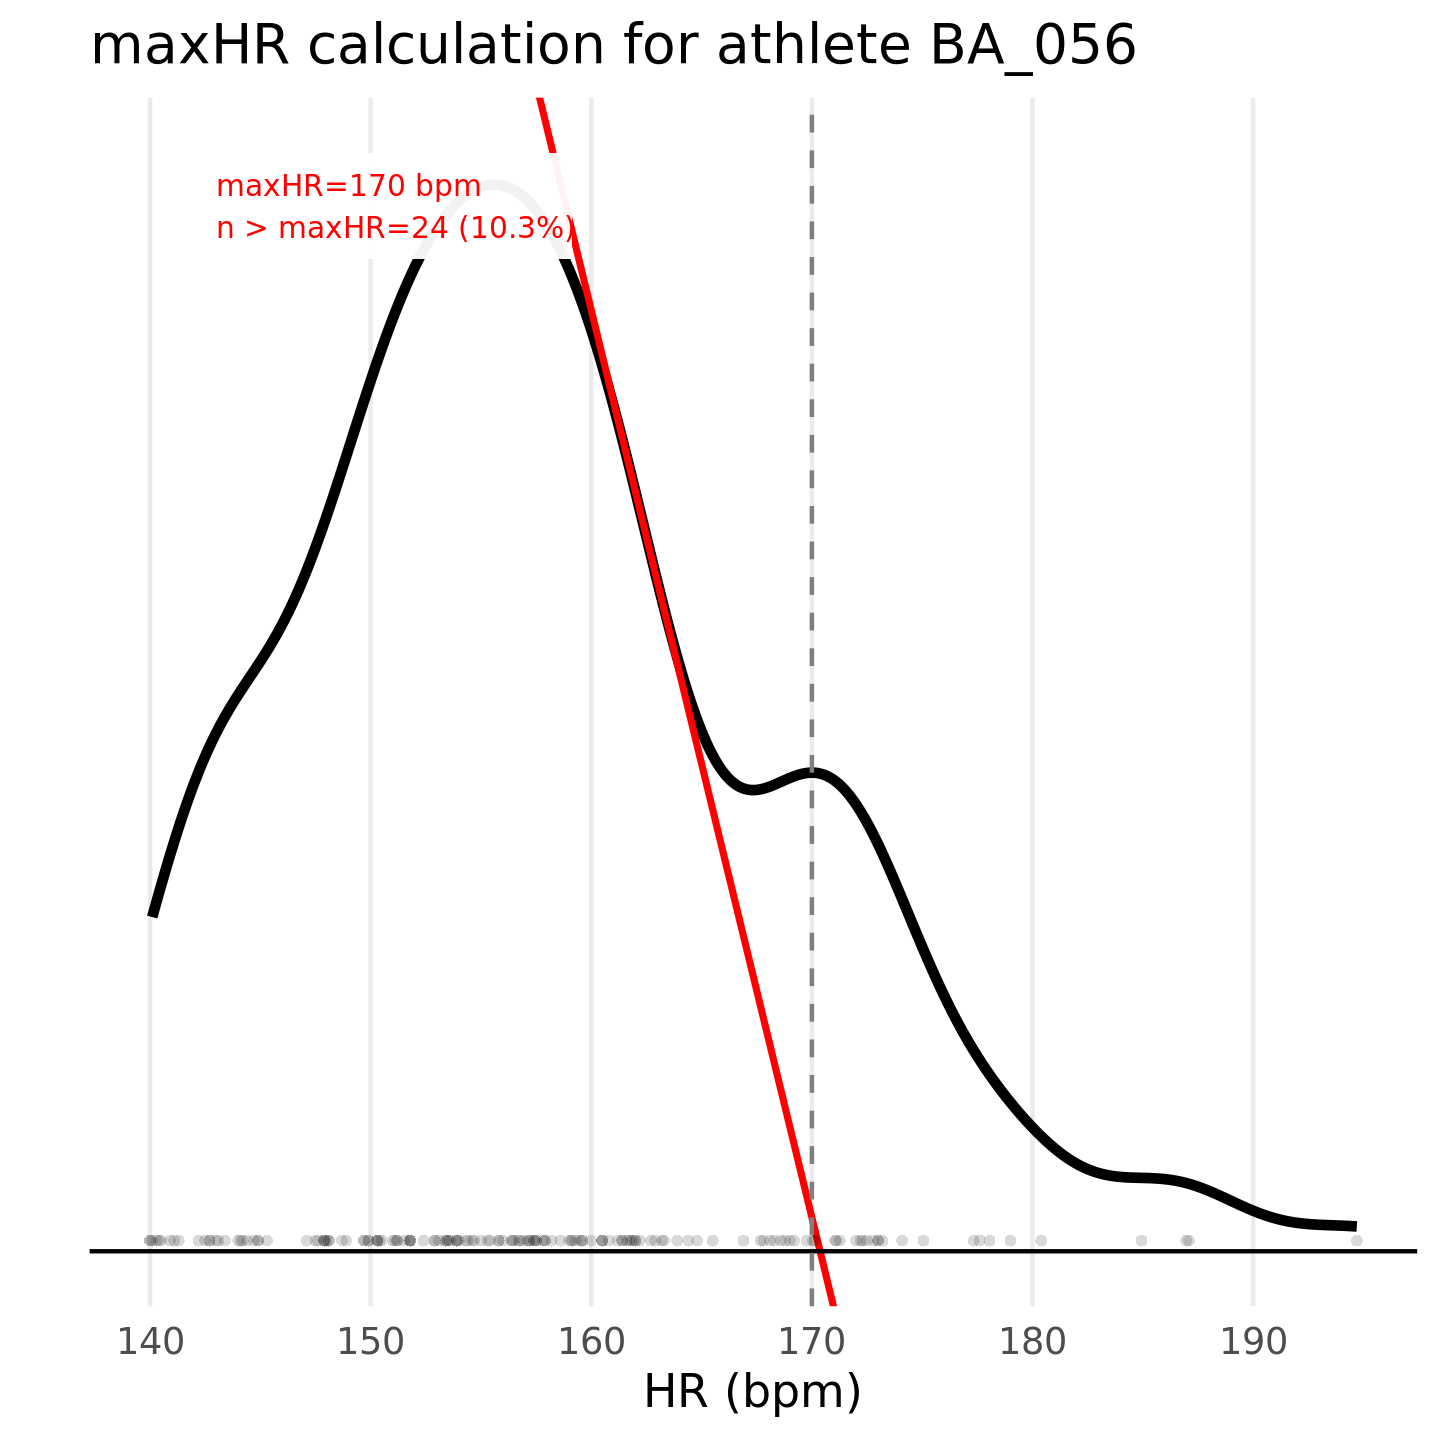 maxHR calculation for athlete BA_056
maxHR=170 bpm
n > maxHR=24 (10.3%)
140 150 160 170 180 190
HR (bpm)